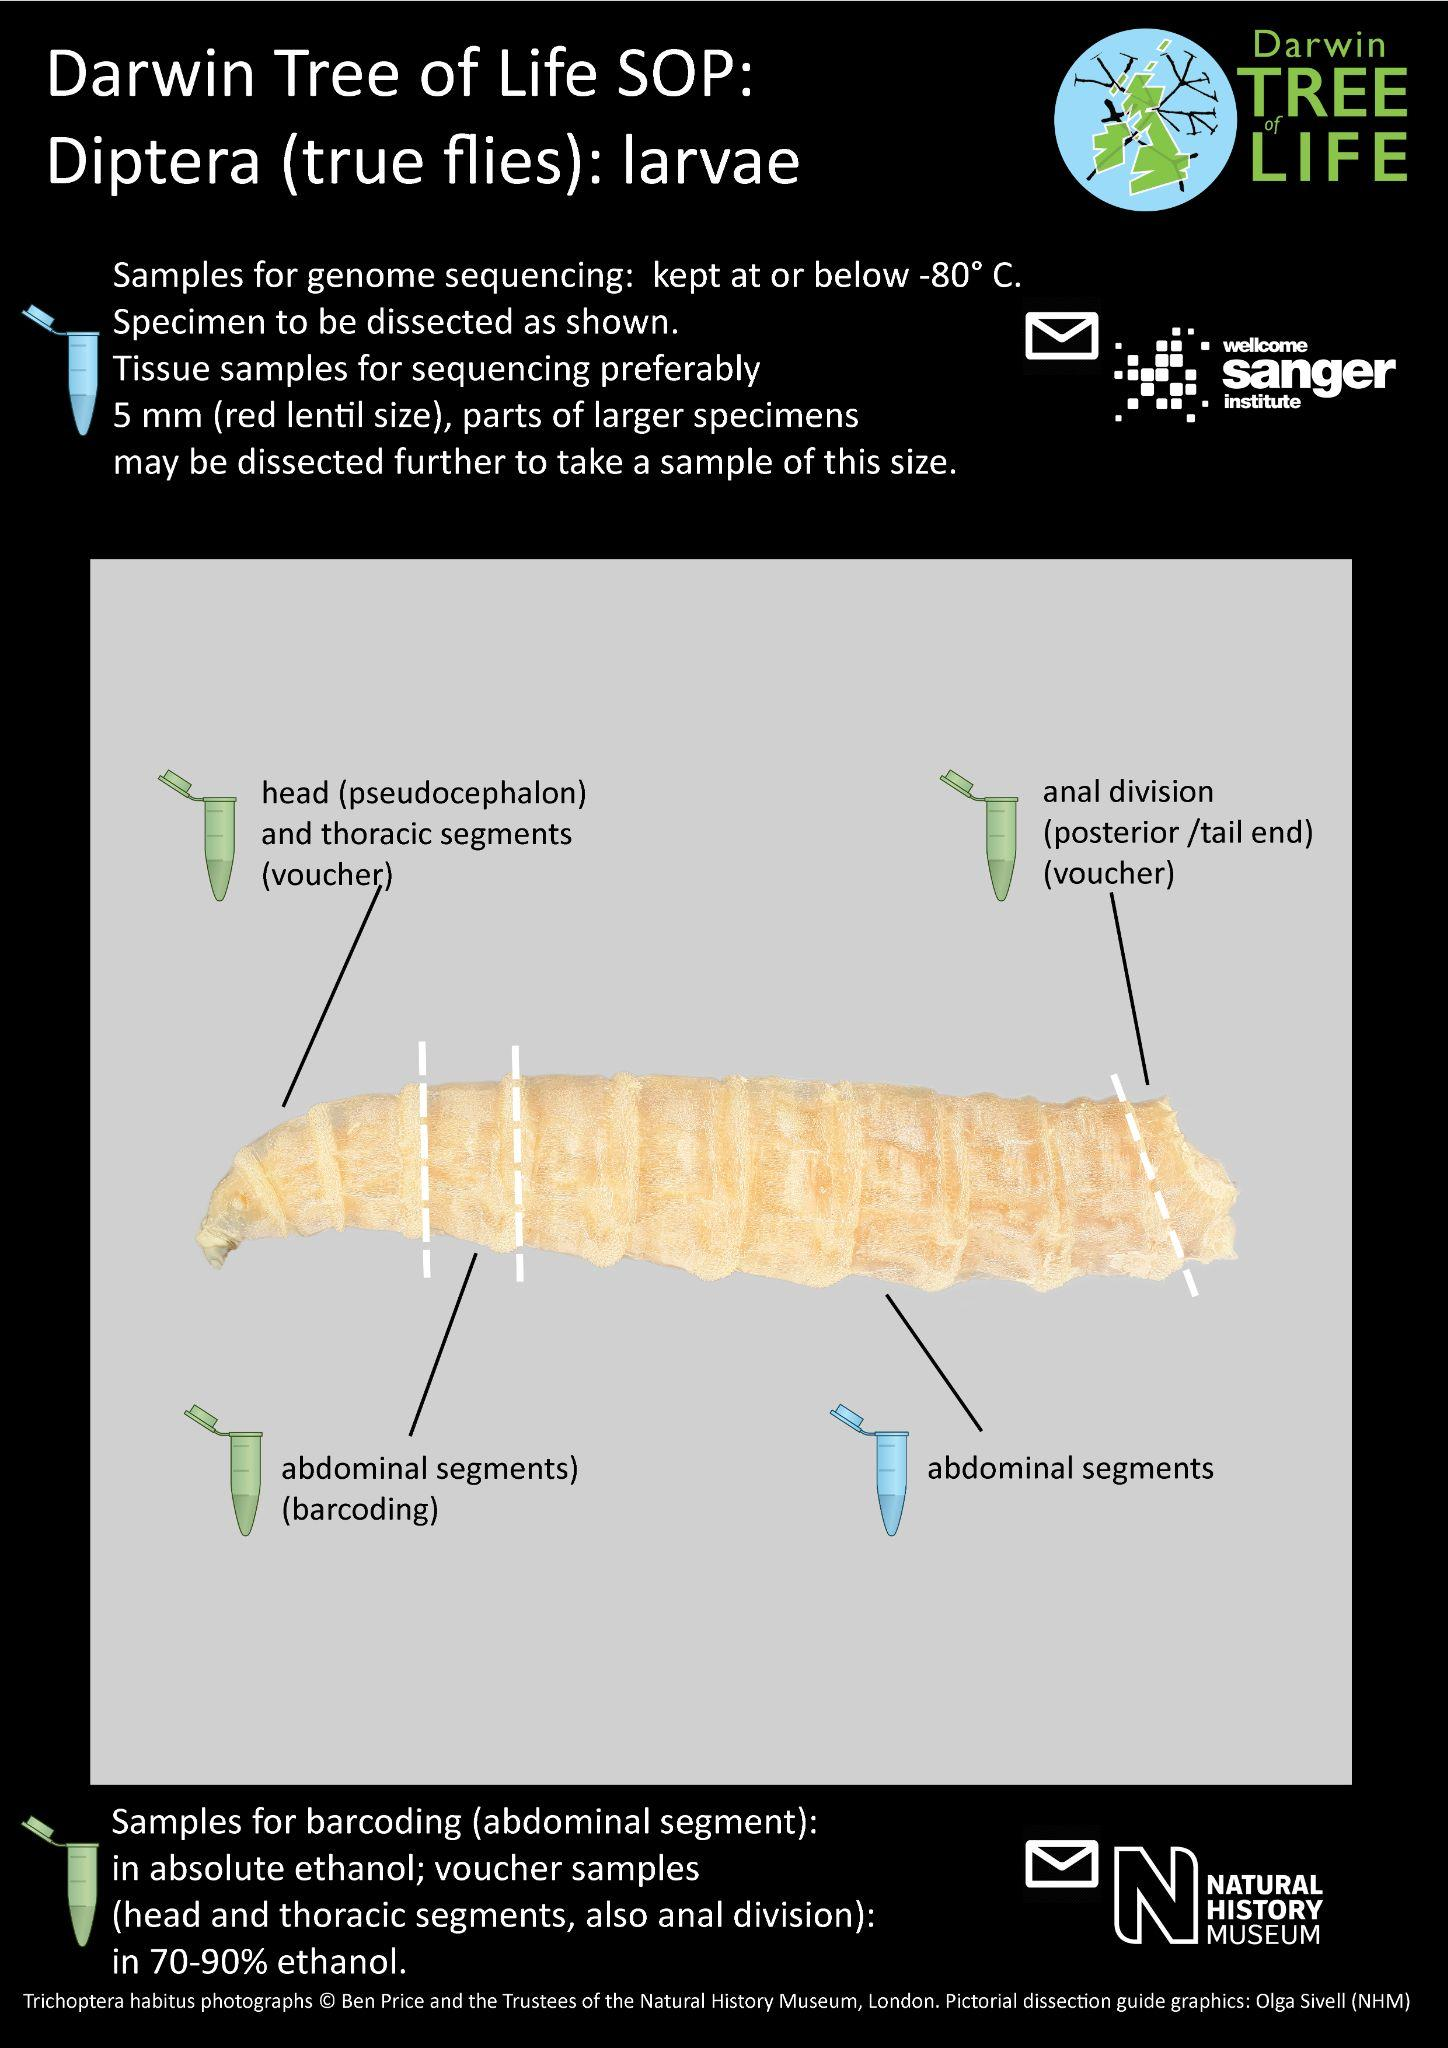 Darwin Tree of Life SOP:
Diptera (true flies): larvae
Darwin
TREE
of
LIFE
Samples for genome sequencing:  kept at or below -80° C.
Specimen to be dissected as shown.
Tissue samples for sequencing preferably
5 mm (red lentil size), parts of larger specimens
may be dissected further to take a sample of this size.
wellcome
sanger
institute
head (pseudocephalon)
and thoracic segments
(voucher)
anal division
(posterior /tail end)
(voucher)
abdominal segments)
(barcoding)
abdominal segments
Samples for barcoding (abdominal segment):
in absolute ethanol; voucher samples
(head and thoracic segments, also anal division):
in 70-90% ethanol.
N
NATURAL
HISTORY
MUSEUM
Trichoptera habitus photographs © Ben Price and the Trustees of the Natural History Museum, London. Pictorial dissection guide graphics: Olga Sivell (NHM)